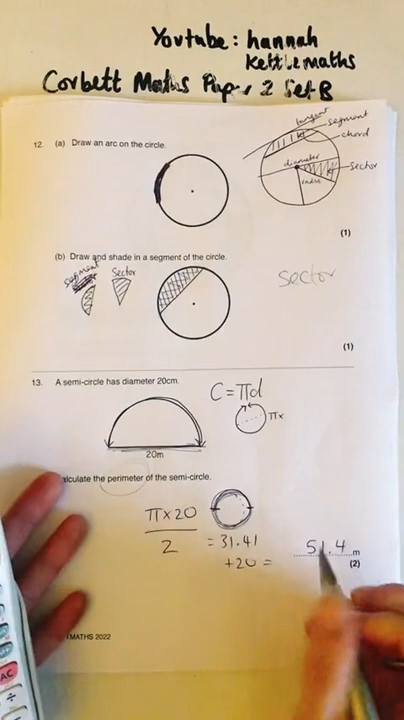 Youtube: hannah
kettlemaths
Corbett Maths Paper 2 Set B
12. (a) Draw an arc on the circle.
tangent
segment
chord
diameter
sector
radius
(1)
(b) Draw and shade in a segment of the circle.
segment
Sector
sector
(1)
13. A semi-circle has diameter 20cm.
C = πd
πx
20m
alculate the perimeter of the semi-circle.
π×20
2
= 31.41
+20 =
51.4 m
(2)
MATHS 2022
AC
÷